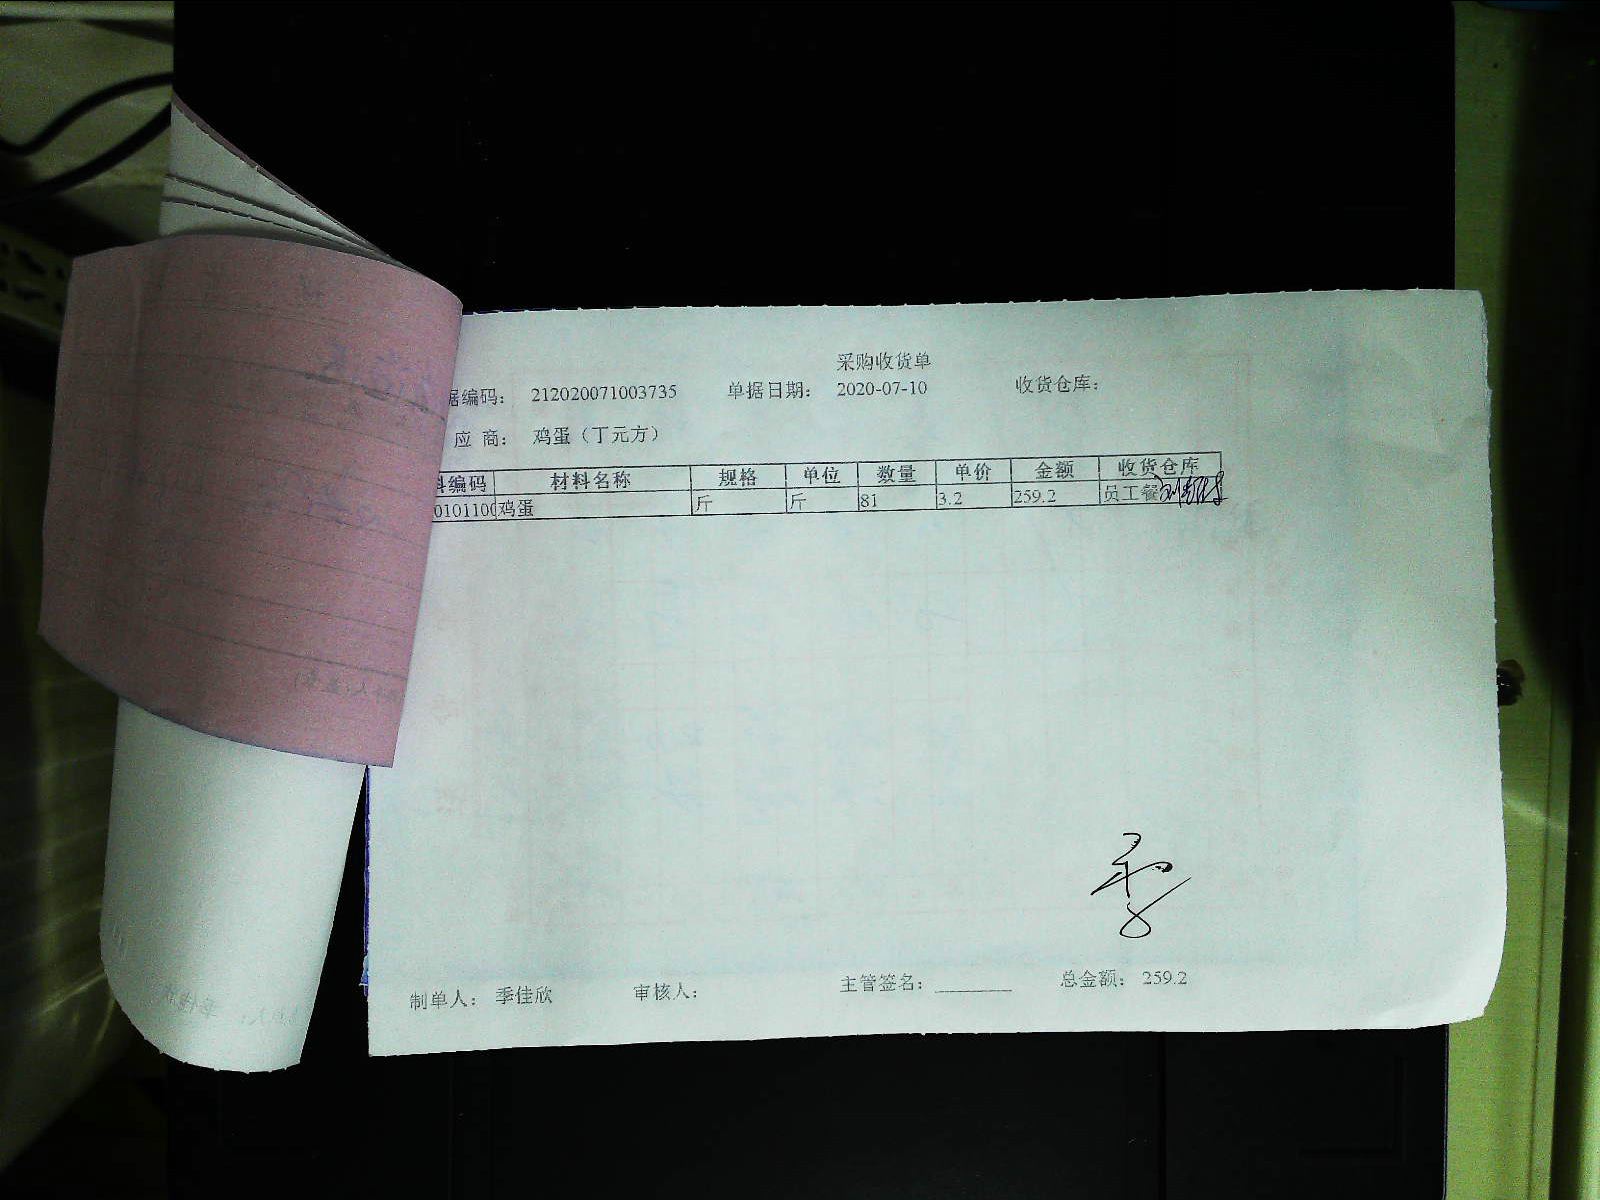 采购收货单
据编码： 212020071003735 单据日期： 2020-07-10 收货仓库：
应 商： 鸡蛋（丁元方）
料编码 材料名称 规格 单位 数量 单价 金额 收货仓库
0101100 鸡蛋 斤 斤 81 3.2 259.2 员工餐
制单人： 季佳欣 审核人： 主管签名：________ 总金额： 259.2